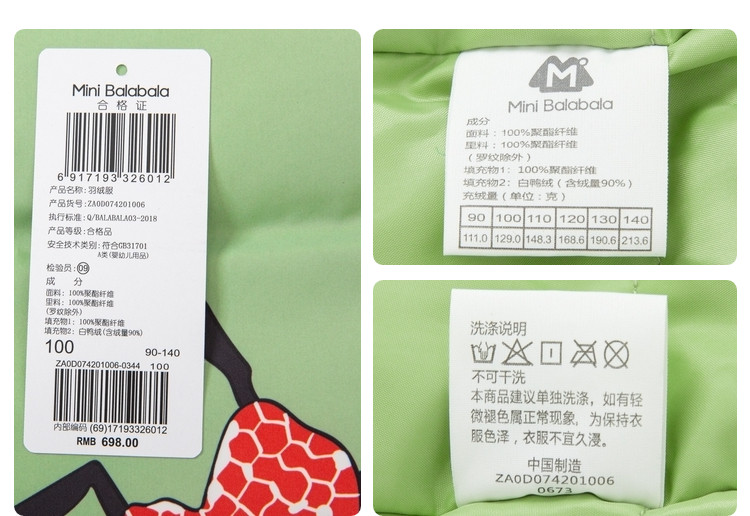 Mini Balabala
合格证
6 917193 326012
产品名称:羽绒服
产品货号:ZA0D074201006
执行标准:Q/BALABALA03-2018
产品等级:合格品
安全技术类别:符合GB31701
A类(婴幼儿用品)
检验员:09
成 分
面料: 100%聚酯纤维
里料: 100%聚酯纤维
(罗纹除外)
填充物1: 100%聚酯纤维
填充物2: 白鸭绒(含绒量90%)
100 90-140
ZA0D074201006-0344 100
内部编码 (69)17193326012
RMB 698.00
M
Mini Balabala
成分
面料:100%聚酯纤维
里料:100%聚酯纤维
(罗纹除外)
填充物1:100%聚酯纤维
填充物2:白鸭绒(含绒量90%)
充绒量(单位:克)
90 100 110 120 130 140
111.0 129.0 148.3 168.6 190.6 213.6
洗涤说明
不可干洗
本商品建议单独洗涤,如有轻
微褪色属正常现象,为保持衣
服色泽,衣服不宜久浸。
中国制造
ZA0D074201006
0673